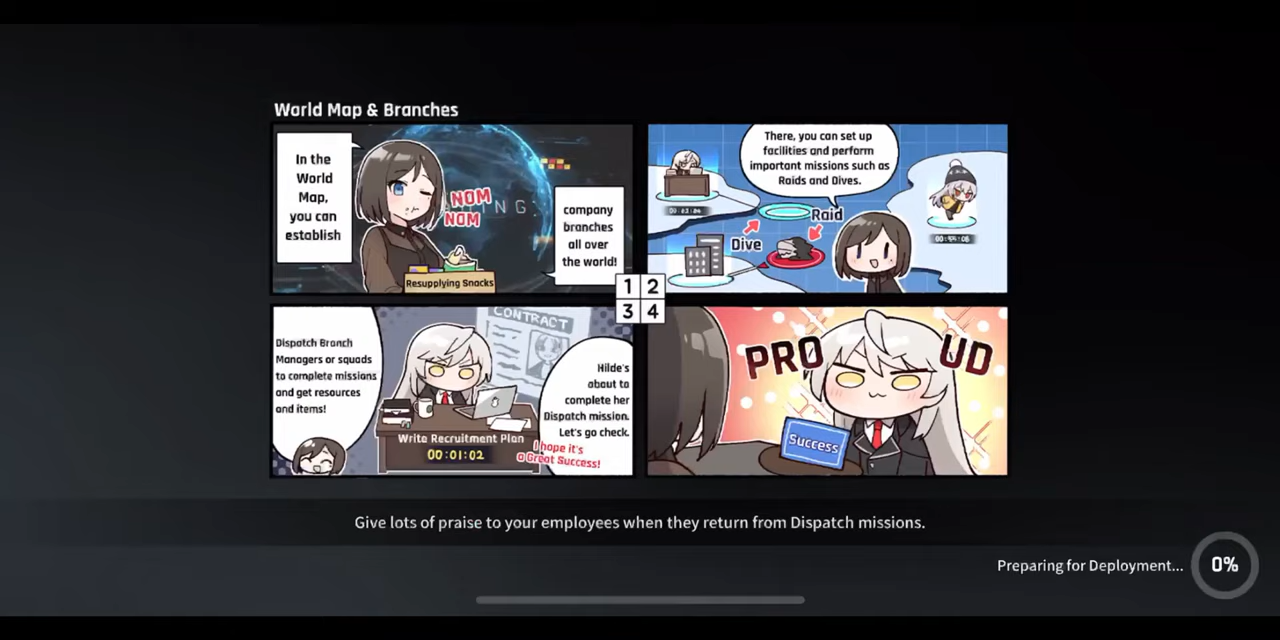 World Map & Branches
In the
World
Map,
you can
establish
NOM
NOM
company
branches
all over
the world!
Resupplying Snacks
There, you can set up
facilities and perform
important missions such as
Raids and Dives.
Raid
Dive
1 2
3 4
Dispatch Branch
Managers or squads
to complete missions
and get resources
and items!
CONTRACT
Hilde's
about to
complete her
Dispatch mission.
Let's go check.
Write Recruitment Plan
00:01:02
I hope it's
a Great Success!
PROUD
Success
Give lots of praise to your employees when they return from Dispatch missions.
Preparing for Deployment...
0%